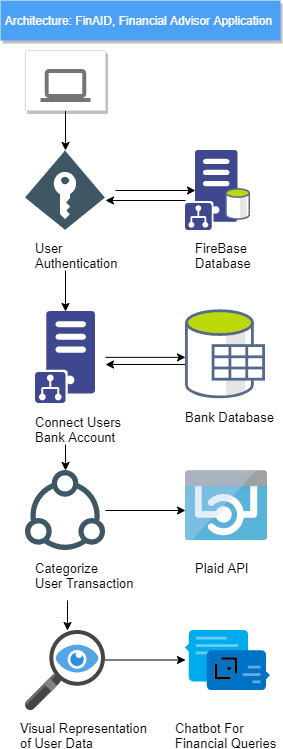 Architecture: FinAID, Financial Advisor Application
User
Authentication
FireBase
Database
Connect Users
Bank Account
Bank Database
Categorize
User Transaction
Plaid API
Visual Representation
of User Data
Chatbot For
Financial Queries